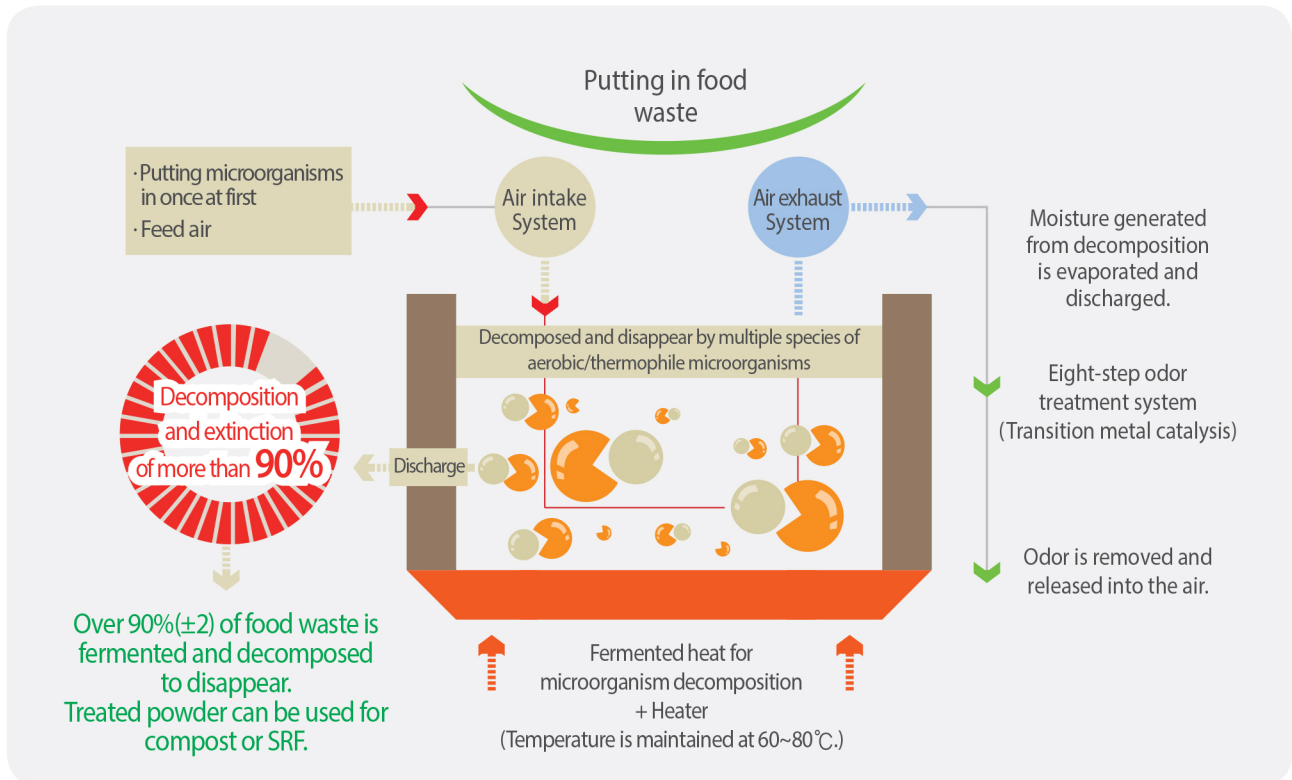 Putting in food
waste
· Putting microorganisms
in once at first
· Feed air
Air intake
System
Air exhaust
System
Moisture generated
from decomposition
is evaporated and
discharged.
Decomposed and disappear by multiple species of
aerobic/thermophile microorganisms
Eight-step odor
treatment system
(Transition metal catalysis)
Decomposition
and extinction
of more than 90%
Discharge
Odor is removed and
released into the air.
Over 90%(±2) of food waste is
fermented and decomposed
to disappear.
Treated powder can be used for
compost or SRF.
Fermented heat for
microorganism decomposition
+ Heater
(Temperature is maintained at 60~80℃.)